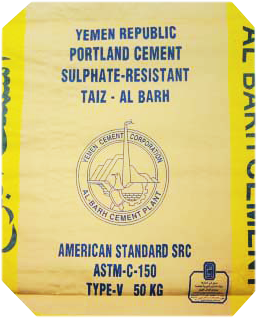 YEMEN REPUBLIC
PORTLAND CEMENT
SULPHATE-RESISTANT
TAIZ - AL BARH
YEMEN CEMENT CORPORATION
AL BARH CEMENT PLANT
AMERICAN STANDARD SRC
ASTM-C-150
TYPE-V 50 KG
AL BARH CEMENT